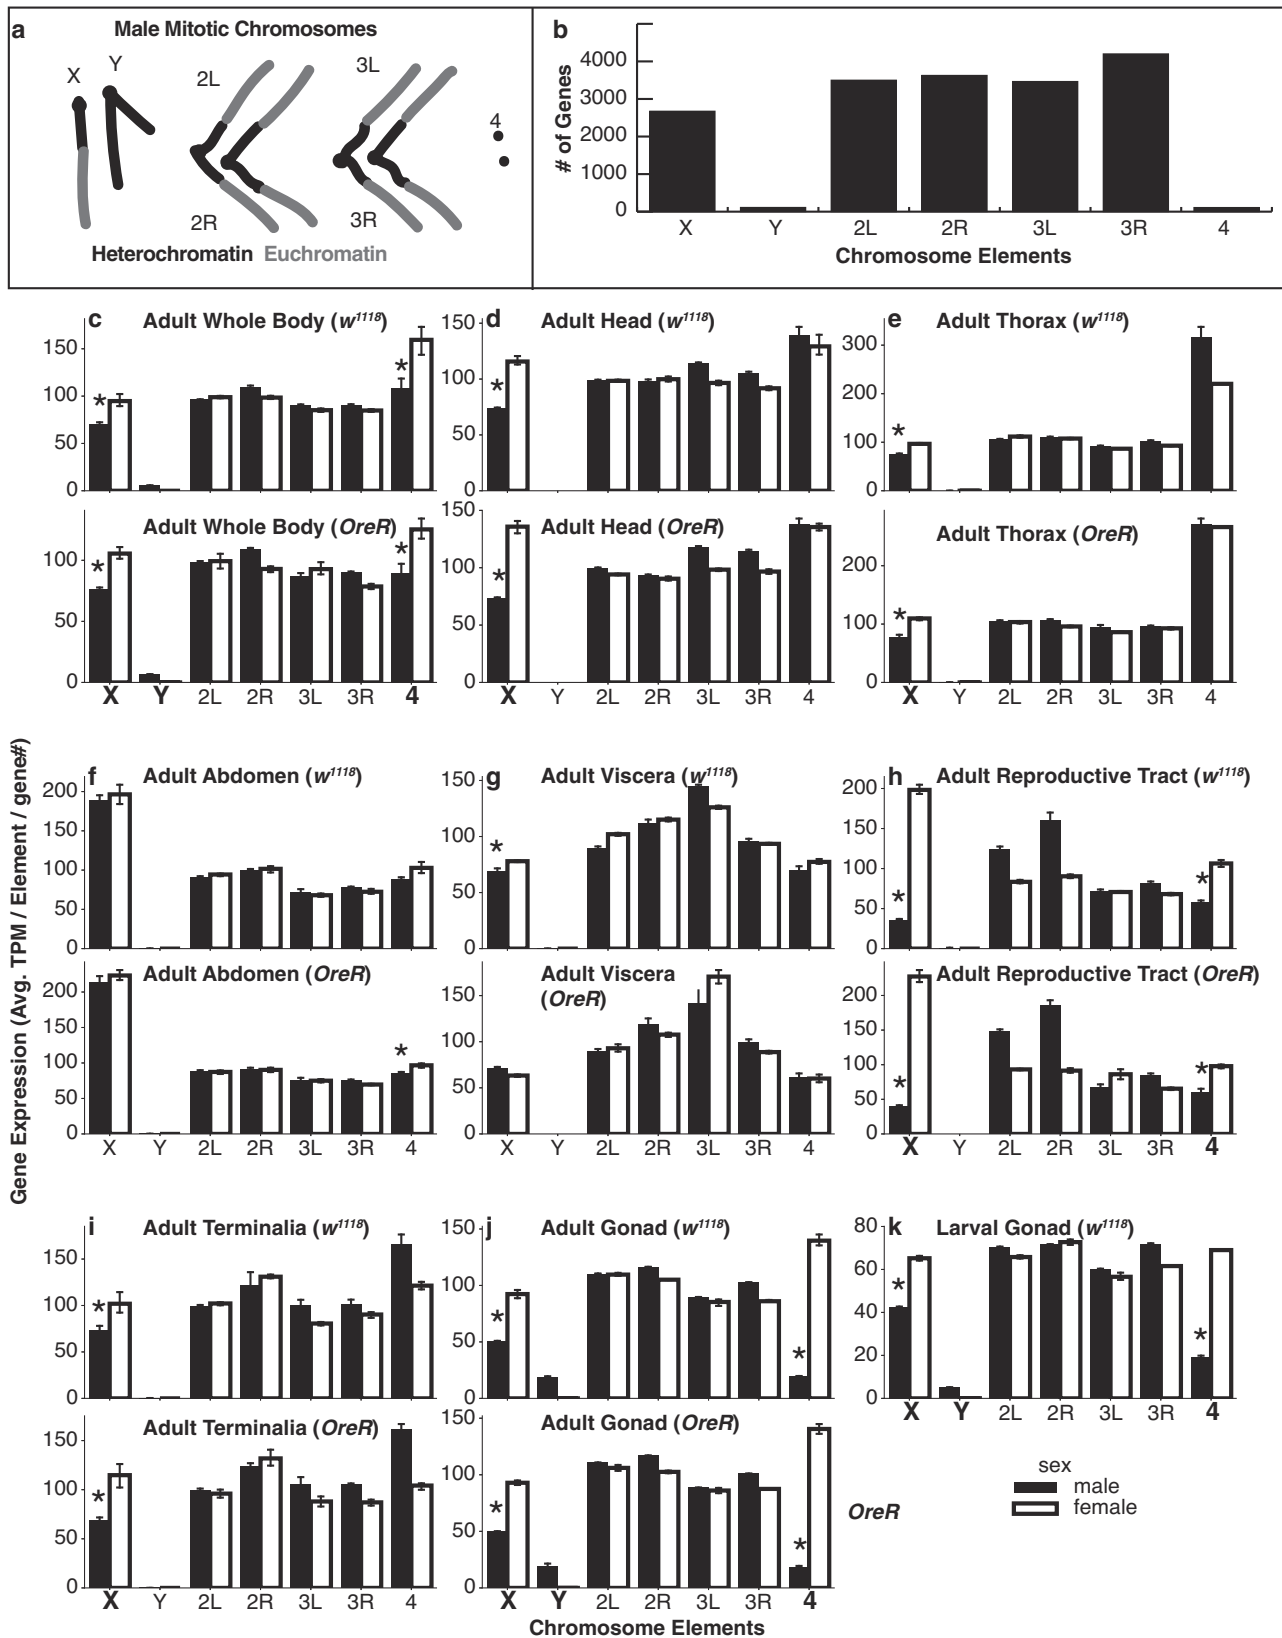 a
Male Mitotic Chromosomes
X
Y
2L
2R
3L
3R
4
Heterochromatin Euchromatin
b
# of Genes
4000
3000
2000
1000
0
X Y 2L 2R 3L 3R 4
Chromosome Elements
Gene Expression (Avg. TPM / Element / gene#)
c Adult Whole Body (w1118)
150
100
50
0
* *
Adult Whole Body (OreR)
100
50
0
* *
X Y 2L 2R 3L 3R 4
d Adult Head (w1118)
150
100
50
0
*
Adult Head (OreR)
150
100
50
0
*
X Y 2L 2R 3L 3R 4
e Adult Thorax (w1118)
300
200
100
0
*
Adult Thorax (OreR)
200
100
0
*
X Y 2L 2R 3L 3R 4
f Adult Abdomen (w1118)
200
150
100
50
0
Adult Abdomen (OreR)
200
150
100
50
0
*
X Y 2L 2R 3L 3R 4
g Adult Viscera (w1118)
150
100
50
0
*
Adult Viscera
(OreR)
150
100
50
0
X Y 2L 2R 3L 3R 4
h Adult Reproductive Tract (w1118)
200
150
100
50
0
* *
Adult Reproductive Tract (OreR)
200
150
100
50
0
* *
X Y 2L 2R 3L 3R 4
i Adult Terminalia (w1118)
150
100
50
0
*
Adult Terminalia (OreR)
150
100
50
0
*
X Y 2L 2R 3L 3R 4
j Adult Gonad (w1118)
150
100
50
0
* *
Adult Gonad (OreR)
150
100
50
0
* *
X Y 2L 2R 3L 3R 4
Chromosome Elements
k Larval Gonad (w1118)
80
60
40
20
0
* *
X Y 2L 2R 3L 3R 4
sex
male
female
OreR